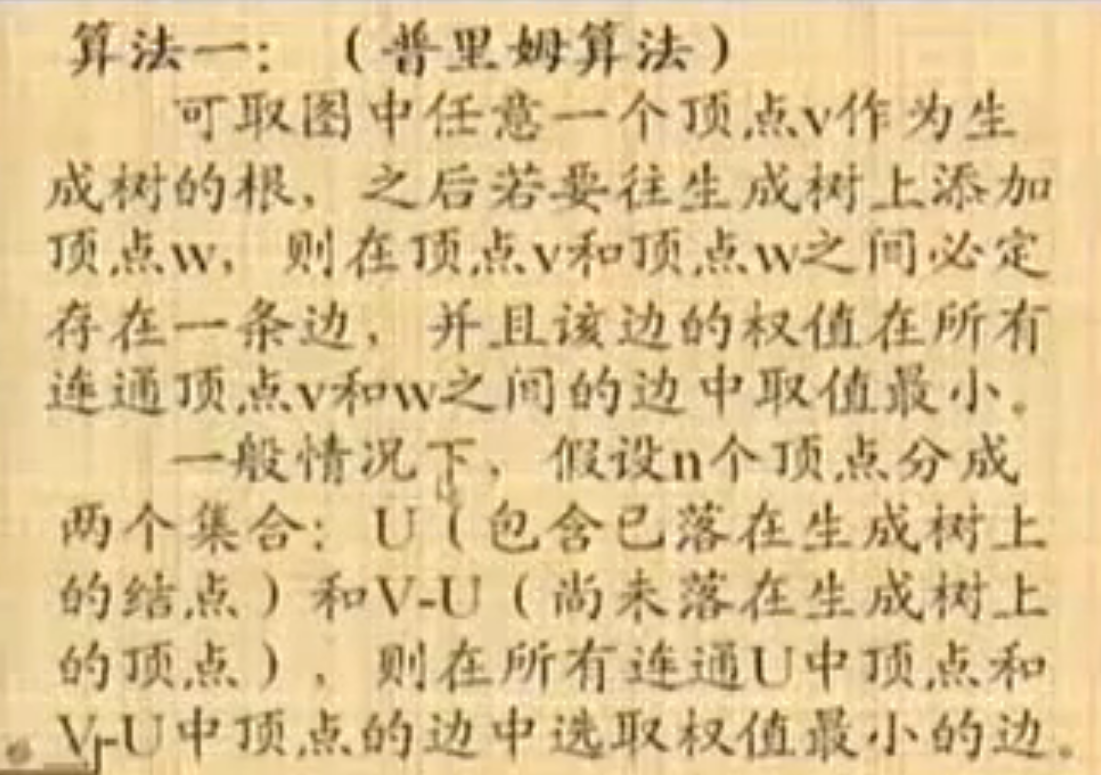 算法一：（普里姆算法）
可取图中任意一个顶点v作为生
成树的根，之后若要往生成树上添加
顶点w，则在顶点v和顶点w之间必定
存在一条边，并且该边的权值在所有
连通顶点v和w之间的边中取值最小。
一般情况下，假设n个顶点分成
两个集合：U（包含已落在生成树上
的结点）和V-U（尚未落在生成树上
的顶点），则在所有连通U中顶点和
V-U中顶点的边中选取权值最小的边。